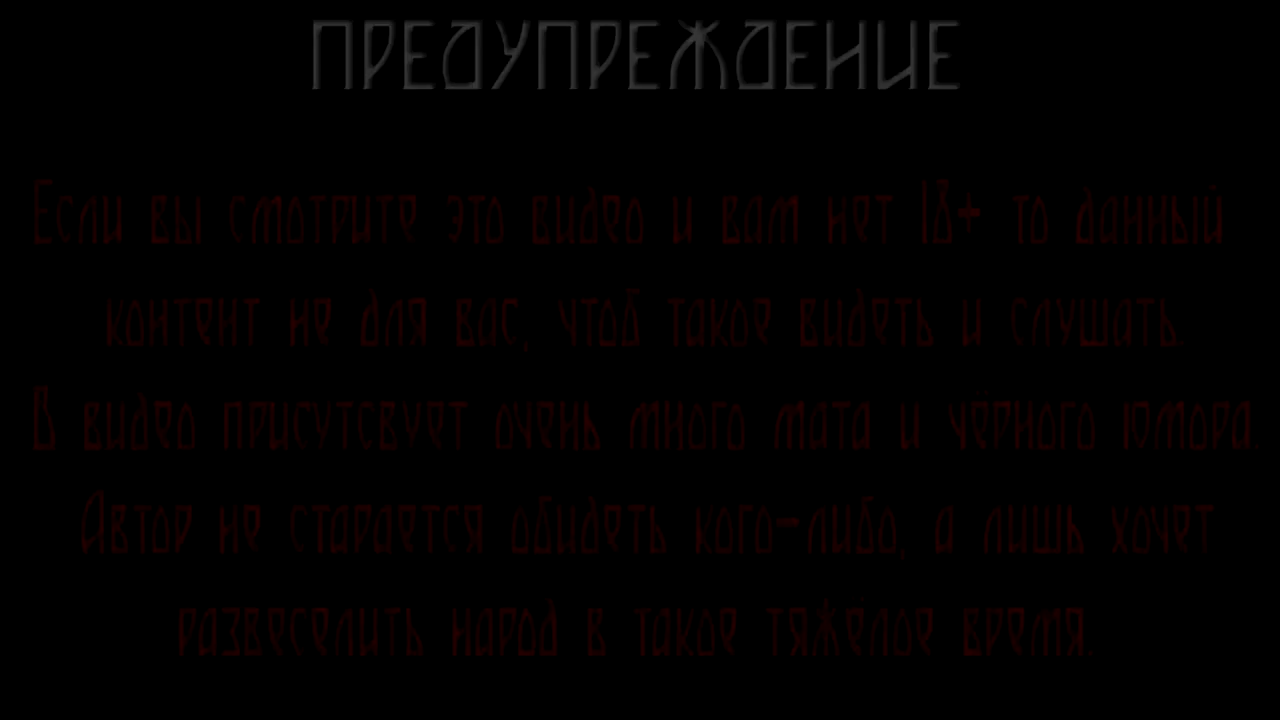 ПРЕДУПРЕЖДЕНИЕ
Если вы смотрите это видео и вам нет 18+ то данный
контент не для вас, чтоб такое видеть и слушать.
В видео присутсвует очень много мата и чёрного юмора.
Автор не старается обидеть кого-либо, а лишь хочет
развеселить народ в такое тяжёлое время.